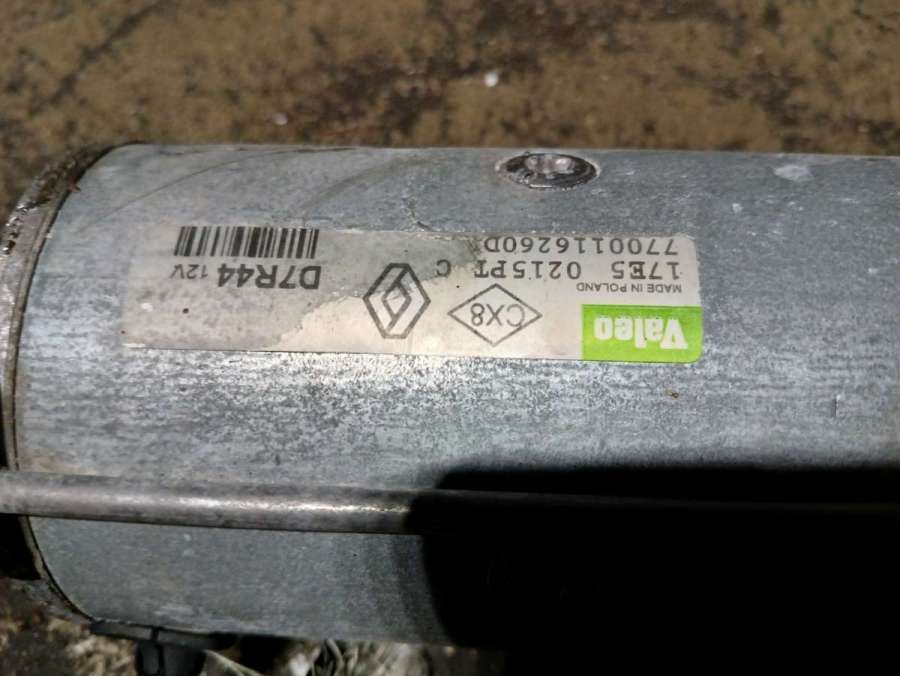 Valeo
MADE IN POLAND
CX8
17E5 0215PT C
7700116260D
D7R44 12V